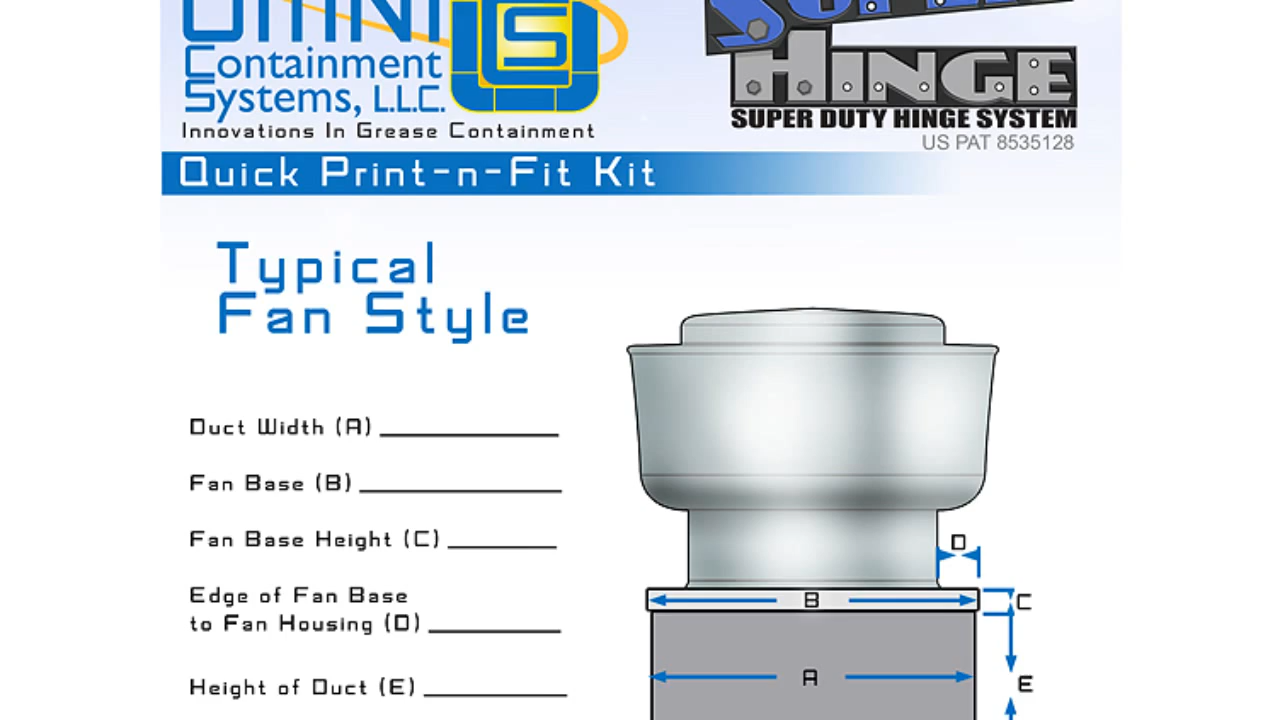 OMNI
Containment
Systems, L.L.C.
Innovations In Grease Containment
SUPER
HINGE
SUPER DUTY HINGE SYSTEM
US PAT 8535128
Quick Print-n-Fit Kit
Typical
Fan Style
Duct Width (A)
Fan Base (B)
Fan Base Height (C)
Edge of Fan Base
to Fan Housing (D)
Height of Duct (E)
D
B
C
A
E